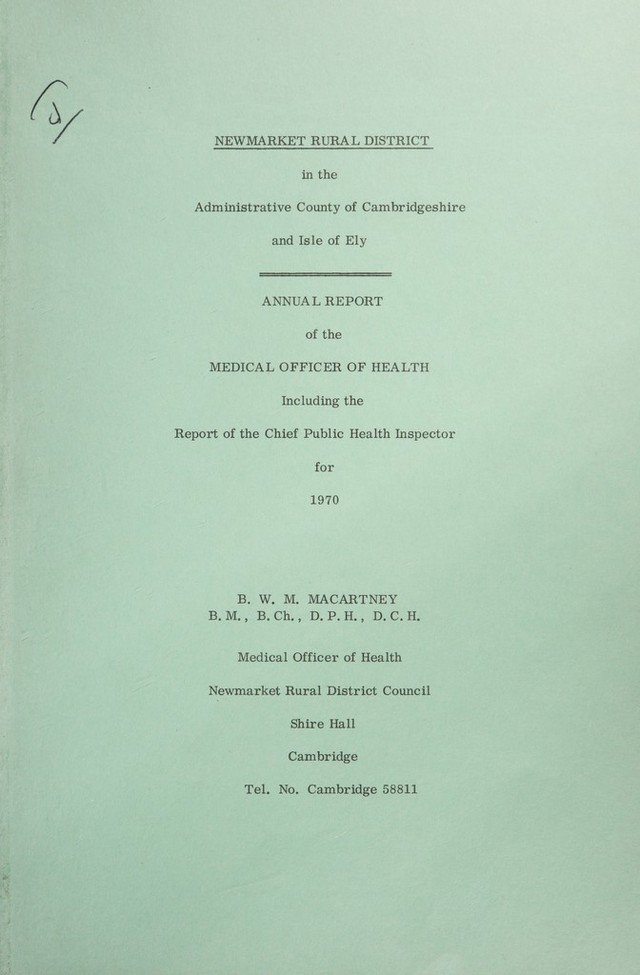 NEWMARKET RURAL DISTRICT
in the
Administrative County of Cambridgeshire
and Isle of Ely
ANNUAL REPORT
of the
MEDICAL OFFICER OF HEALTH
Including the
Report of the Chief Public Health Inspector
for
1970
B. W. M. MACARTNEY
B. M., B. Ch., D. P. H., D. C. H.
Medical Officer of Health
Newmarket Rural District Council
Shire Hall
Cambridge
Tel. No. Cambridge 58811